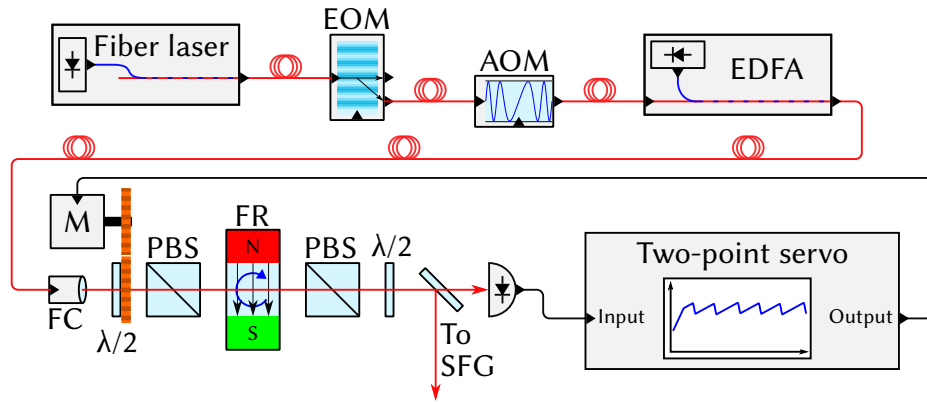 Fiber laser
EOM
AOM
EDFA
M
PBS
FR
N
S
PBS
λ/2
FC
λ/2
To
SFG
Two-point servo
Input
Output